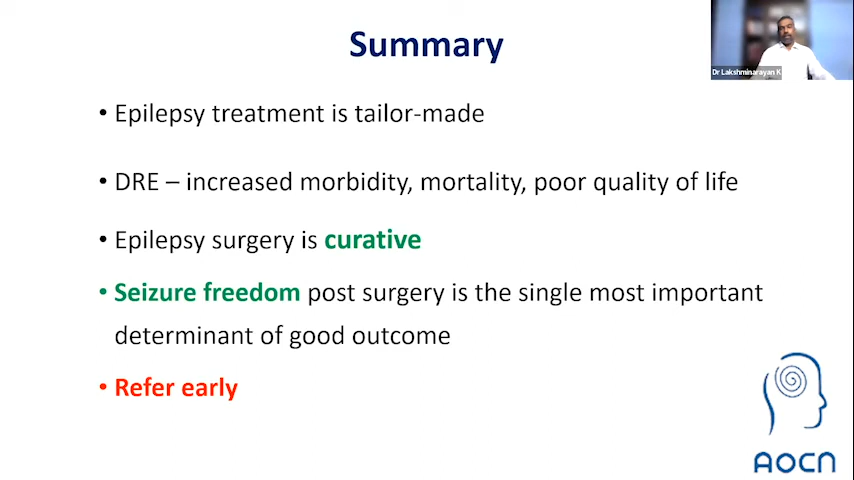 Summary
Dr Lakshminarayan K
• Epilepsy treatment is tailor-made
• DRE – increased morbidity, mortality, poor quality of life
• Epilepsy surgery is curative
• Seizure freedom post surgery is the single most important
determinant of good outcome
• Refer early
AOCN